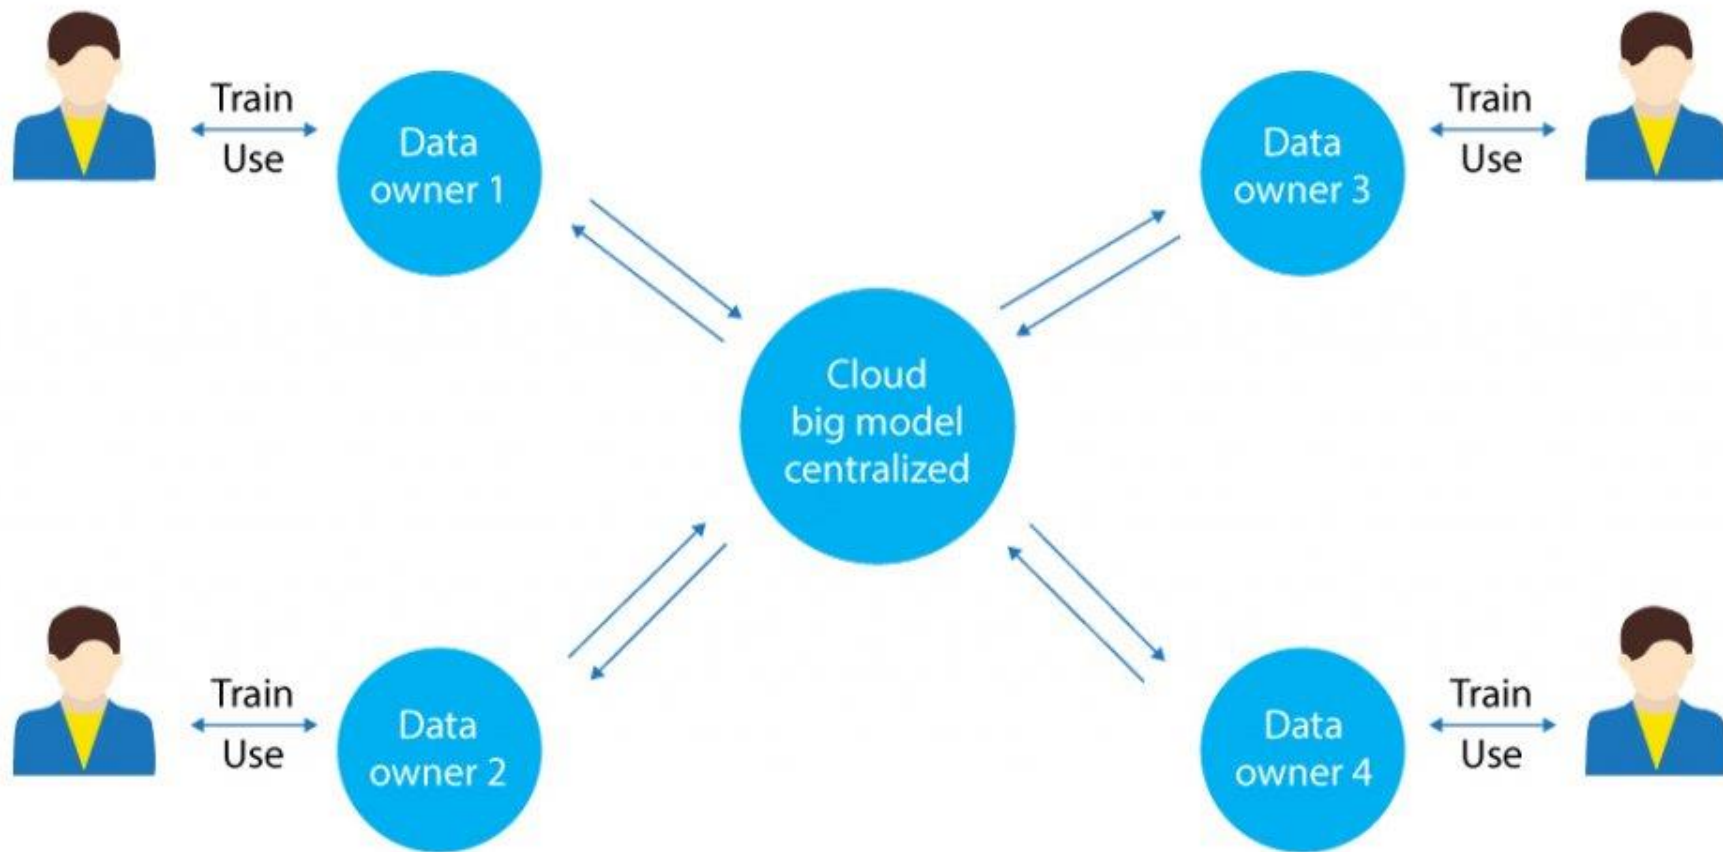 Train
Use
Data
owner 1
Data
owner 3
Train
Use
Cloud
big model
centralized
Train
Use
Data
owner 2
Data
owner 4
Train
Use